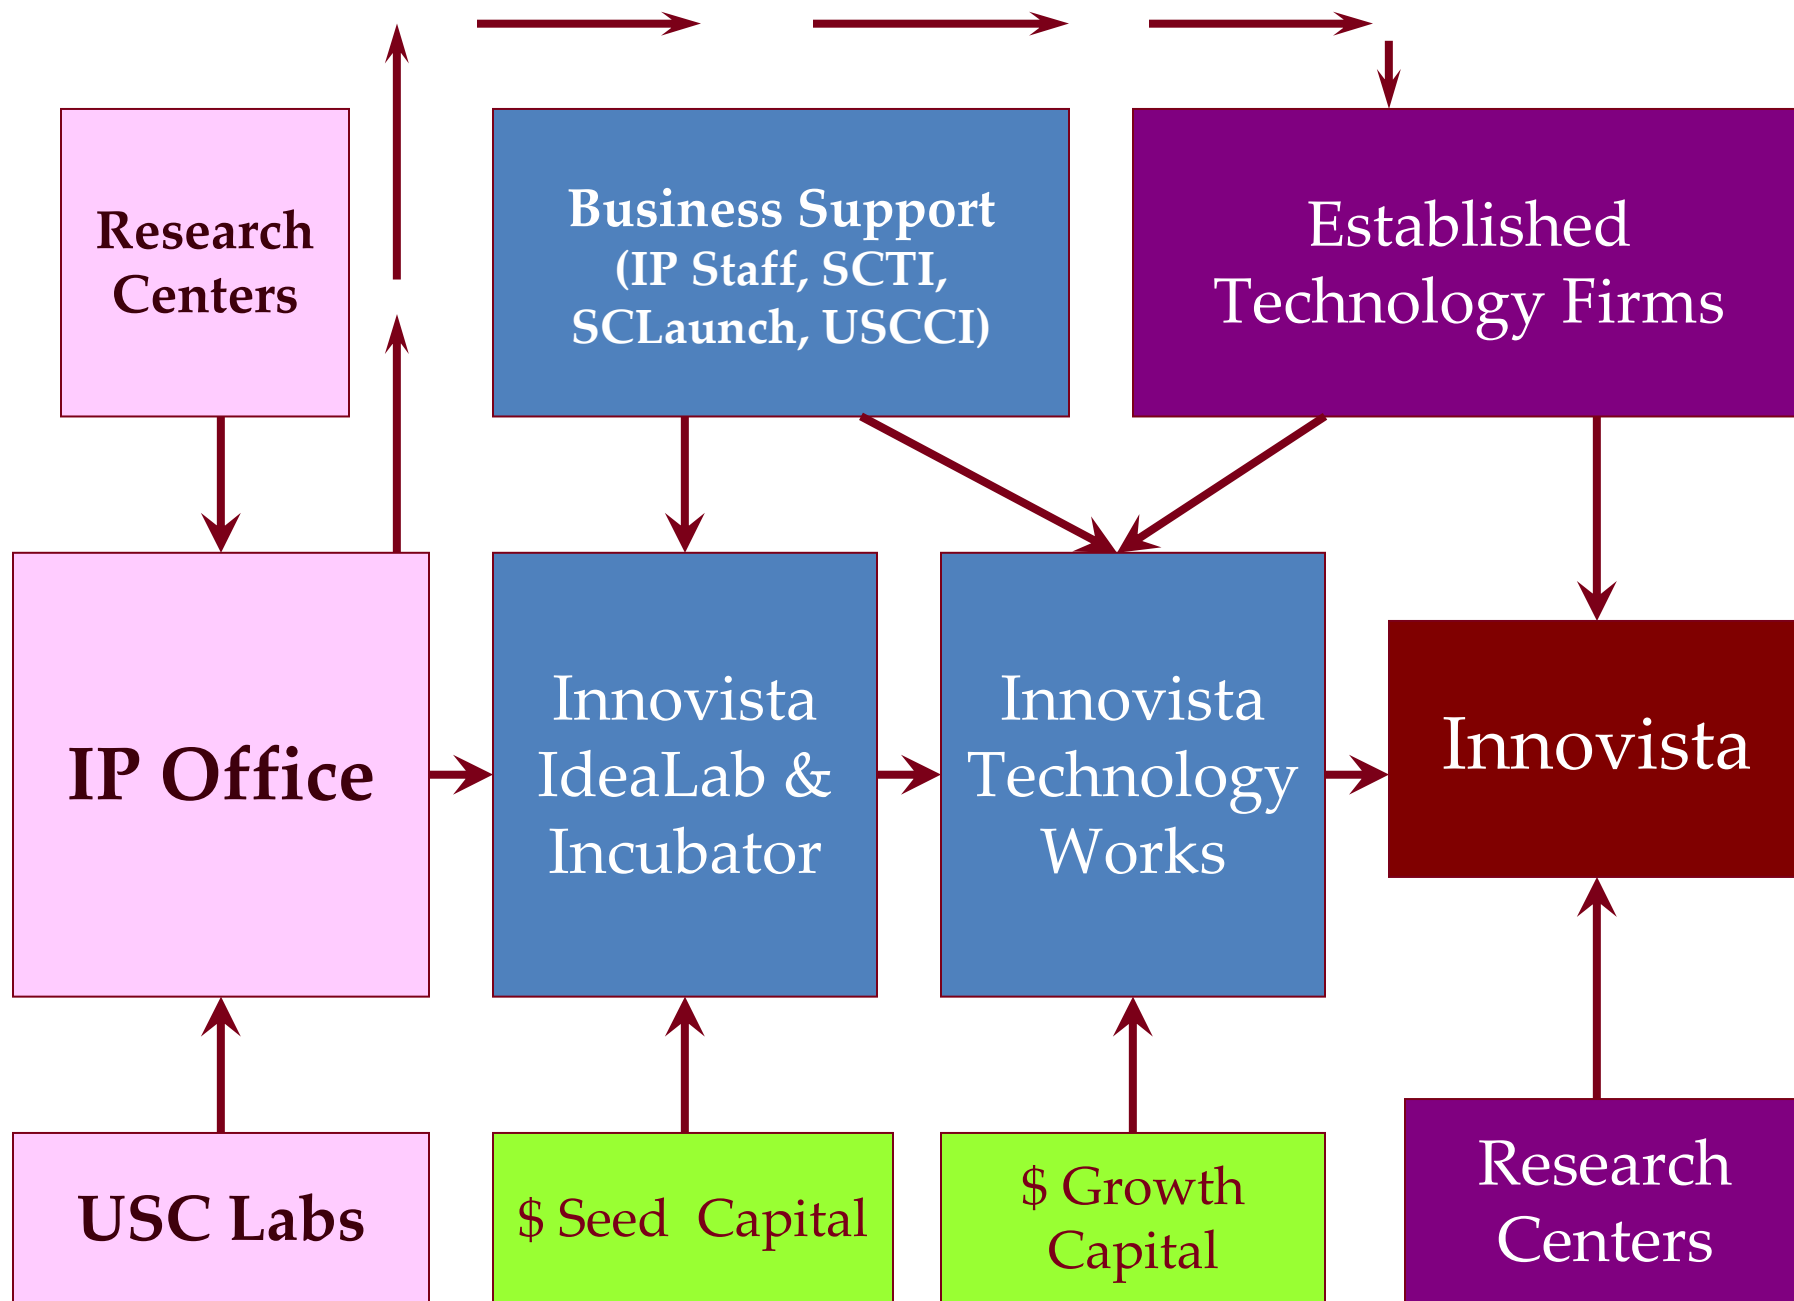 Research
Centers
Business Support
(IP Staff, SCTI,
SCLaunch, USCCI)
Established
Technology Firms
IP Office
Innovista
IdeaLab &
Incubator
Innovista
Technology
Works
Innovista
USC Labs
$ Seed  Capital
$ Growth
Capital
Research
Centers